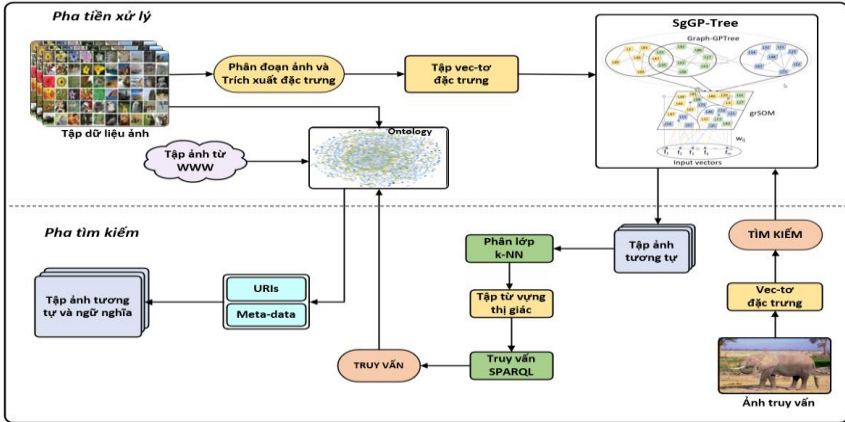 Pha tiền xử lý
SgGP-Tree
Graph-GPTree
Phân đoạn ảnh và
Trích xuất đặc trưng
Tập vec-tơ
đặc trưng
Tập dữ liệu ảnh
Ontology
grSOM
Tập ảnh từ
WWW
Input vectors
Pha tìm kiếm
Phân lớp
k-NN
Tập ảnh
tương tự
TÌM KIẾM
Tập ảnh tương
tự và ngữ nghĩa
URIs
Meta-data
Tập từ vựng
thị giác
Vec-tơ
đặc trưng
TRUY VẤN
Truy vấn
SPARQL
Ảnh truy vấn